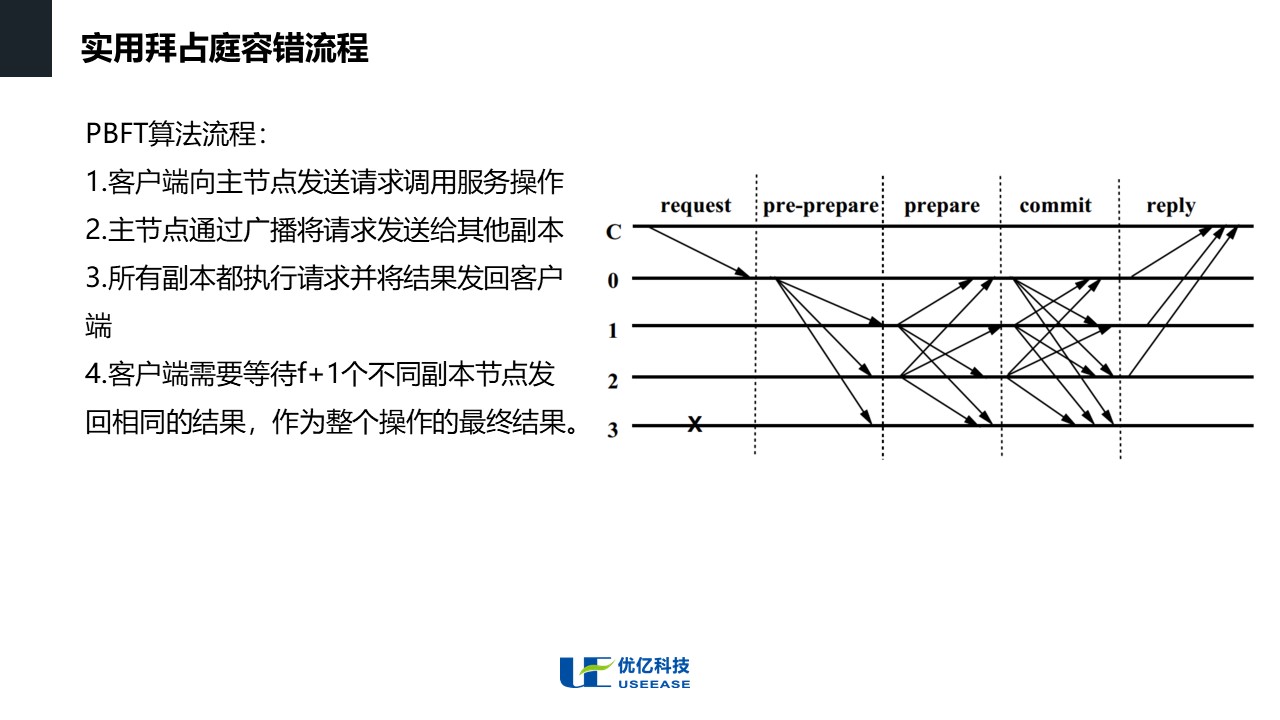 实用拜占庭容错流程
PBFT算法流程：
1.客户端向主节点发送请求调用服务操作
2.主节点通过广播将请求发送给其他副本
3.所有副本都执行请求并将结果发回客户
端
4.客户端需要等待f+1个不同副本节点发
回相同的结果，作为整个操作的最终结果。
request pre-prepare prepare commit reply
C
0
1
2
3 X
UE 优亿科技
USEEASE